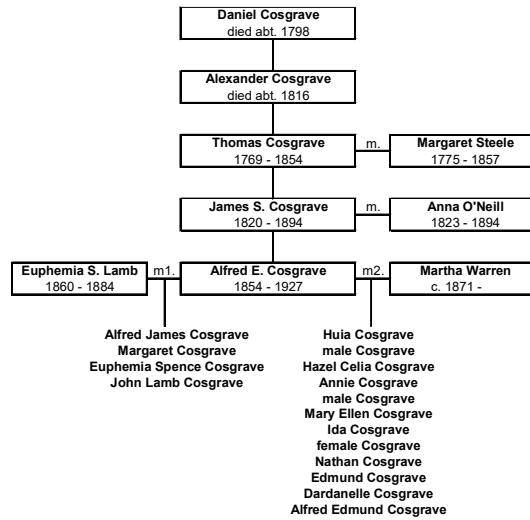 Daniel Cosgrave
died abt. 1798
Alexander Cosgrave
died abt. 1816
Thomas Cosgrave
1769 - 1854
m.
Margaret Steele
1775 - 1857
James S. Cosgrave
1820 - 1894
m.
Anna O'Neill
1823 - 1894
Euphemia S. Lamb
1860 - 1884
m1.
Alfred E. Cosgrave
1854 - 1927
m2.
Martha Warren
c. 1871 -
Alfred James Cosgrave
Margaret Cosgrave
Euphemia Spence Cosgrave
John Lamb Cosgrave
Huia Cosgrave
male Cosgrave
Hazel Celia Cosgrave
Annie Cosgrave
male Cosgrave
Mary Ellen Cosgrave
Ida Cosgrave
female Cosgrave
Nathan Cosgrave
Edmund Cosgrave
Dardanelle Cosgrave
Alfred Edmund Cosgrave